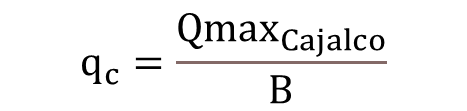 q_c = Qmax_Cajalco / B